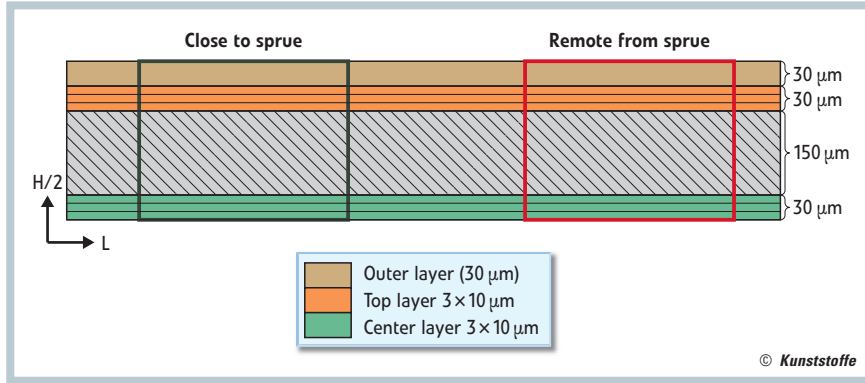 Close to sprue
Remote from sprue
30 µm
30 µm
150 µm
30 µm
H/2
L
Outer layer (30 µm)
Top layer 3×10 µm
Center layer 3×10 µm
© Kunststoffe